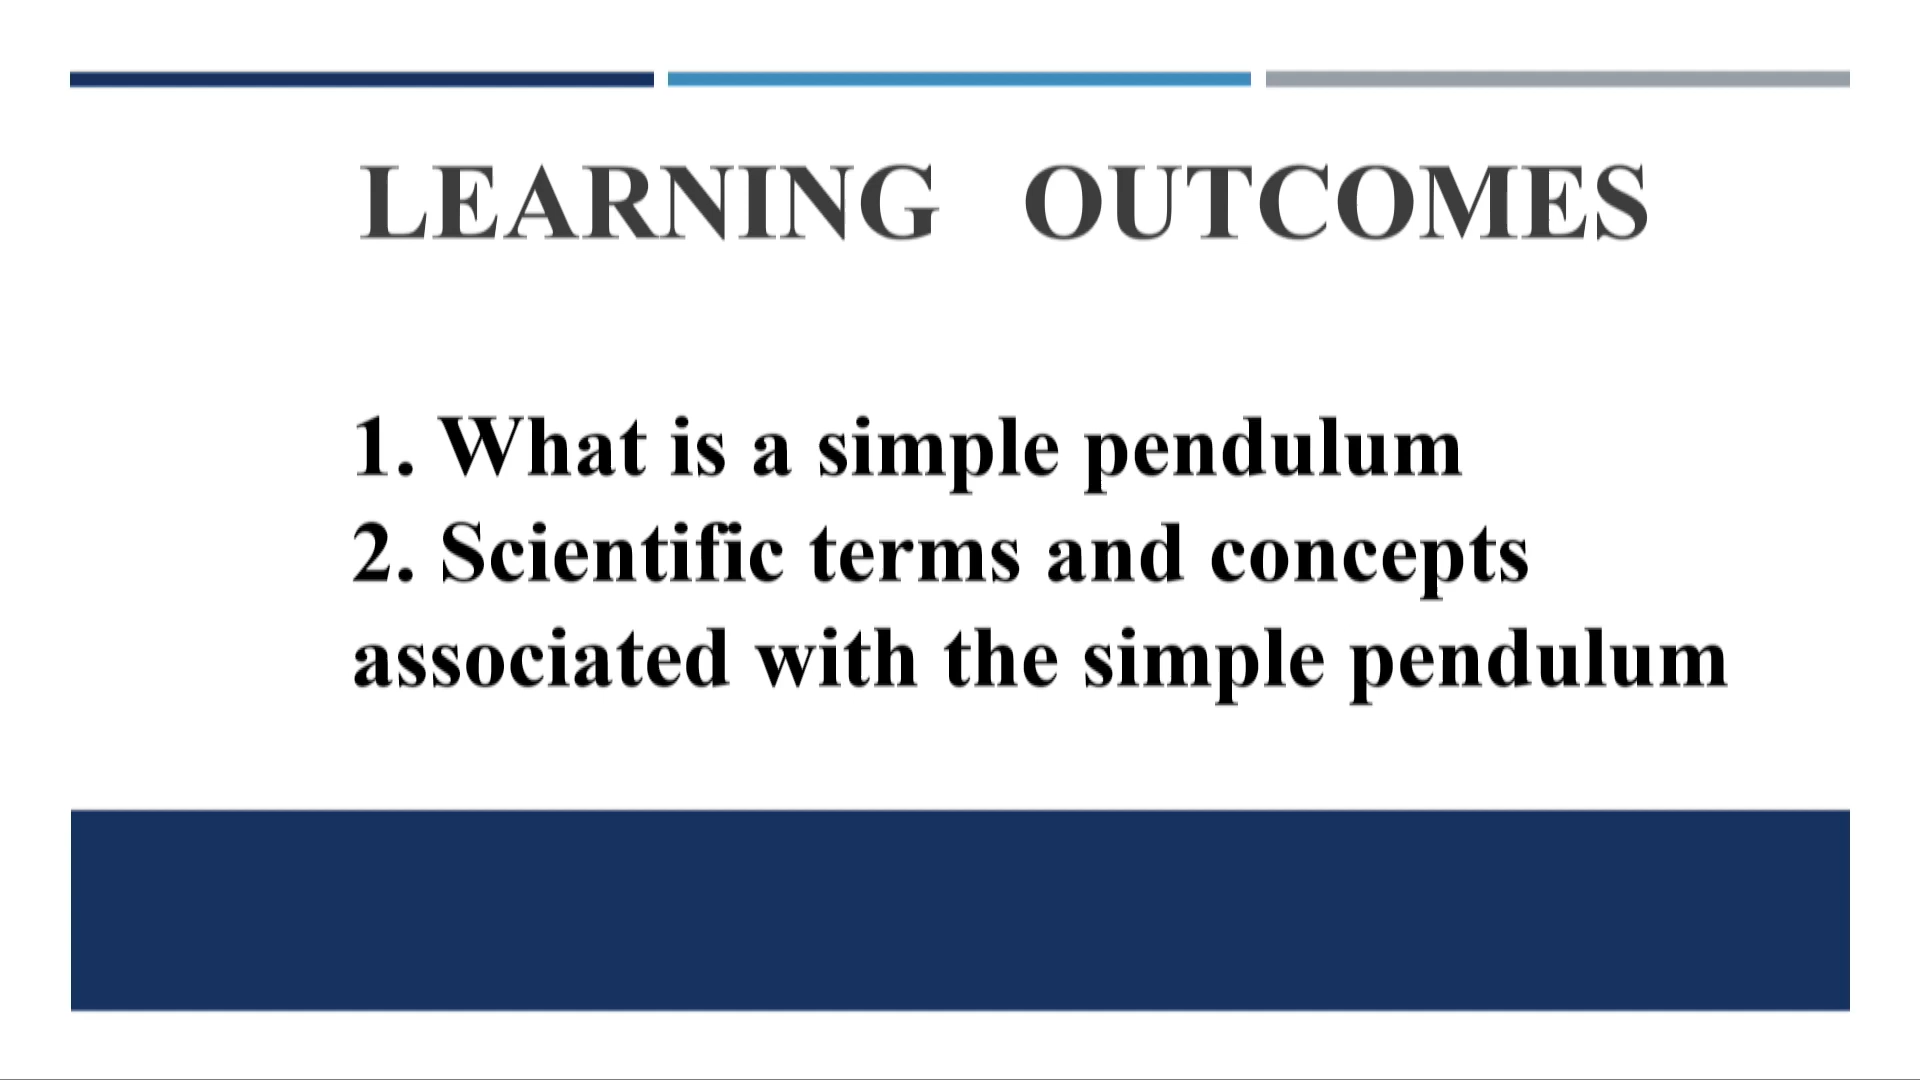 LEARNING OUTCOMES
1. What is a simple pendulum
2. Scientific terms and concepts
associated with the simple pendulum